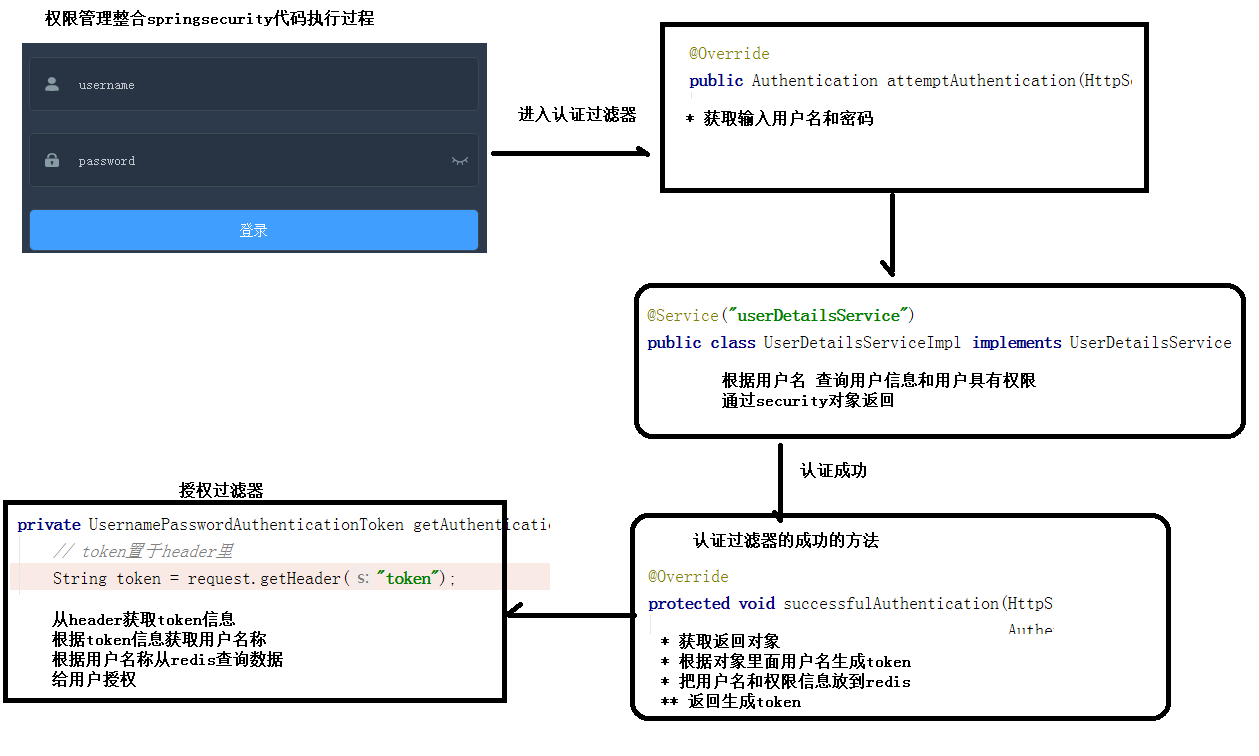 权限管理整合springsecurity代码执行过程
username
password
登录
进入认证过滤器
@Override
public Authentication attemptAuthentication(HttpSe
* 获取输入用户名和密码
@Service("userDetailsService")
public class UserDetailsServiceImpl implements UserDetailsService
根据用户名 查询用户信息和用户具有权限
通过security对象返回
认证成功
认证过滤器的成功的方法
@Override
protected void successfulAuthentication(HttpS
Authe
* 获取返回对象
* 根据对象里面用户名生成token
* 把用户名和权限信息放到redis
** 返回生成token
授权过滤器
private UsernamePasswordAuthenticationToken getAuthentication
// token置于header里
String token = request.getHeader( s: "token");
从header获取token信息
根据token信息获取用户名称
根据用户名称从redis查询数据
给用户授权